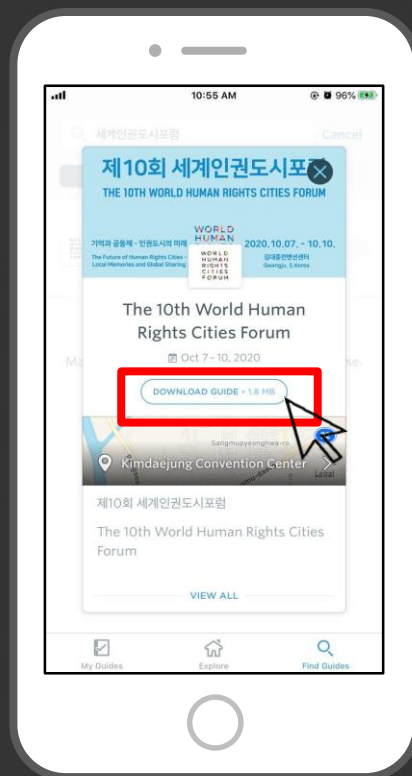 10:55 AM
96%
세계인권도시포럼
Cancel
제10회 세계인권도시포
THE 10TH WORLD HUMAN RIGHTS CITIES FORUM
WORLD
HUMAN
기억과 공동체 - 인권도시의 미래
2020. 10.07. - 10.10.
The Future of Human Rights Cities -
Local Memories and Global Sharing
WORLD
HUMAN
RIGHTS
CITIES
FORUM
김대중컨벤션센터
Gwangju, S.Korea
The 10th World Human
Rights Cities Forum
Oct 7 - 10, 2020
DOWNLOAD GUIDE • 1.8 MB
Sangmupyeonghwa-ro
Kimdaejung Convention Center
Legal
제10회 세계인권도시포럼
The 10th World Human Rights Cities
Forum
VIEW ALL
My Guides
Explore
Find Guides